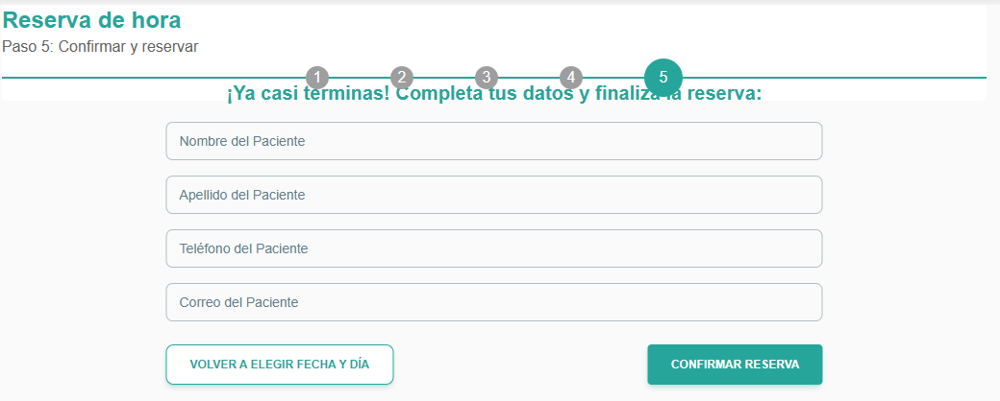 Reserva de hora
Paso 5: Confirmar y reservar
1 2 3 4 5
¡Ya casi terminas! Completa tus datos y finaliza la reserva:
Nombre del Paciente
Apellido del Paciente
Teléfono del Paciente
Correo del Paciente
VOLVER A ELEGIR FECHA Y DÍA
CONFIRMAR RESERVA